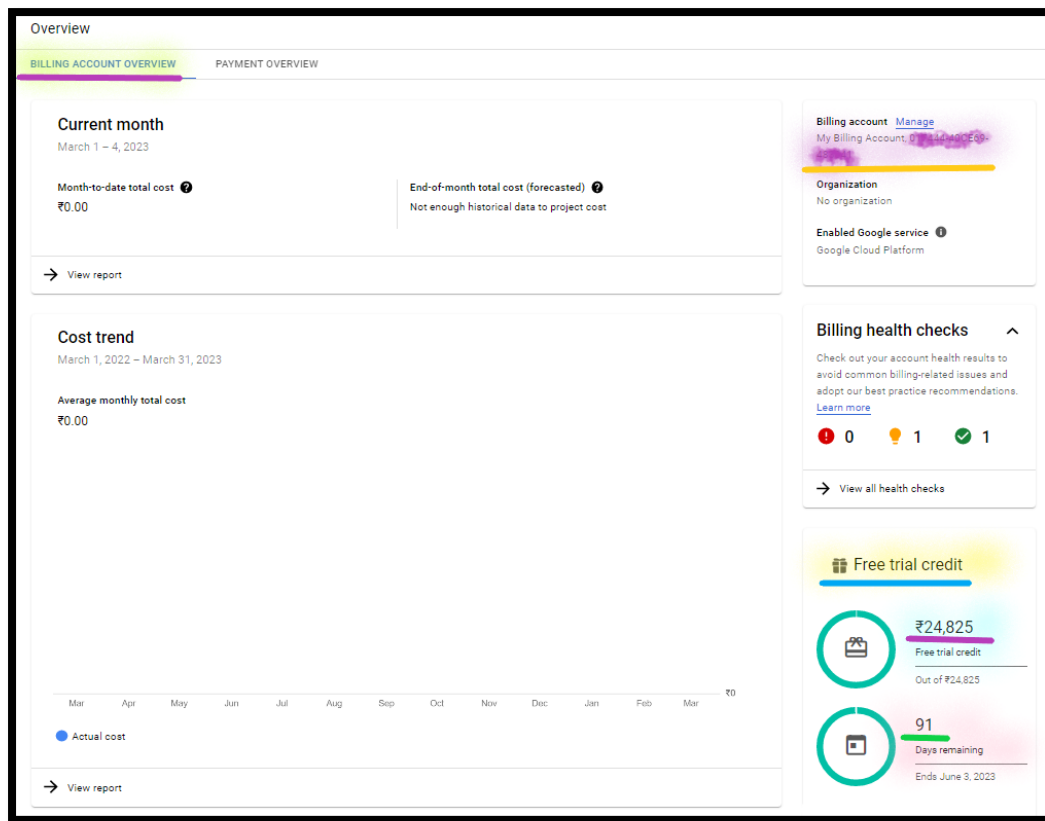 Overview
BILLING ACCOUNT OVERVIEW PAYMENT OVERVIEW
Current month
March 1 – 4, 2023
Month-to-date total cost
₹0.00
End-of-month total cost (forecasted)
Not enough historical data to project cost
View report
Cost trend
March 1, 2022 – March 31, 2023
Average monthly total cost
₹0.00
₹0
Mar Apr May Jun Jul Aug Sep Oct Nov Dec Jan Feb Mar
Actual cost
View report
Billing account Manage
My Billing Account,
Organization
No organization
Enabled Google service
Google Cloud Platform
Billing health checks
Check out your account health results to
avoid common billing-related issues and
adopt our best practice recommendations.
Learn more
0 1 1
View all health checks
Free trial credit
₹24,825
Free trial credit
Out of ₹24,825
91
Days remaining
Ends June 3, 2023